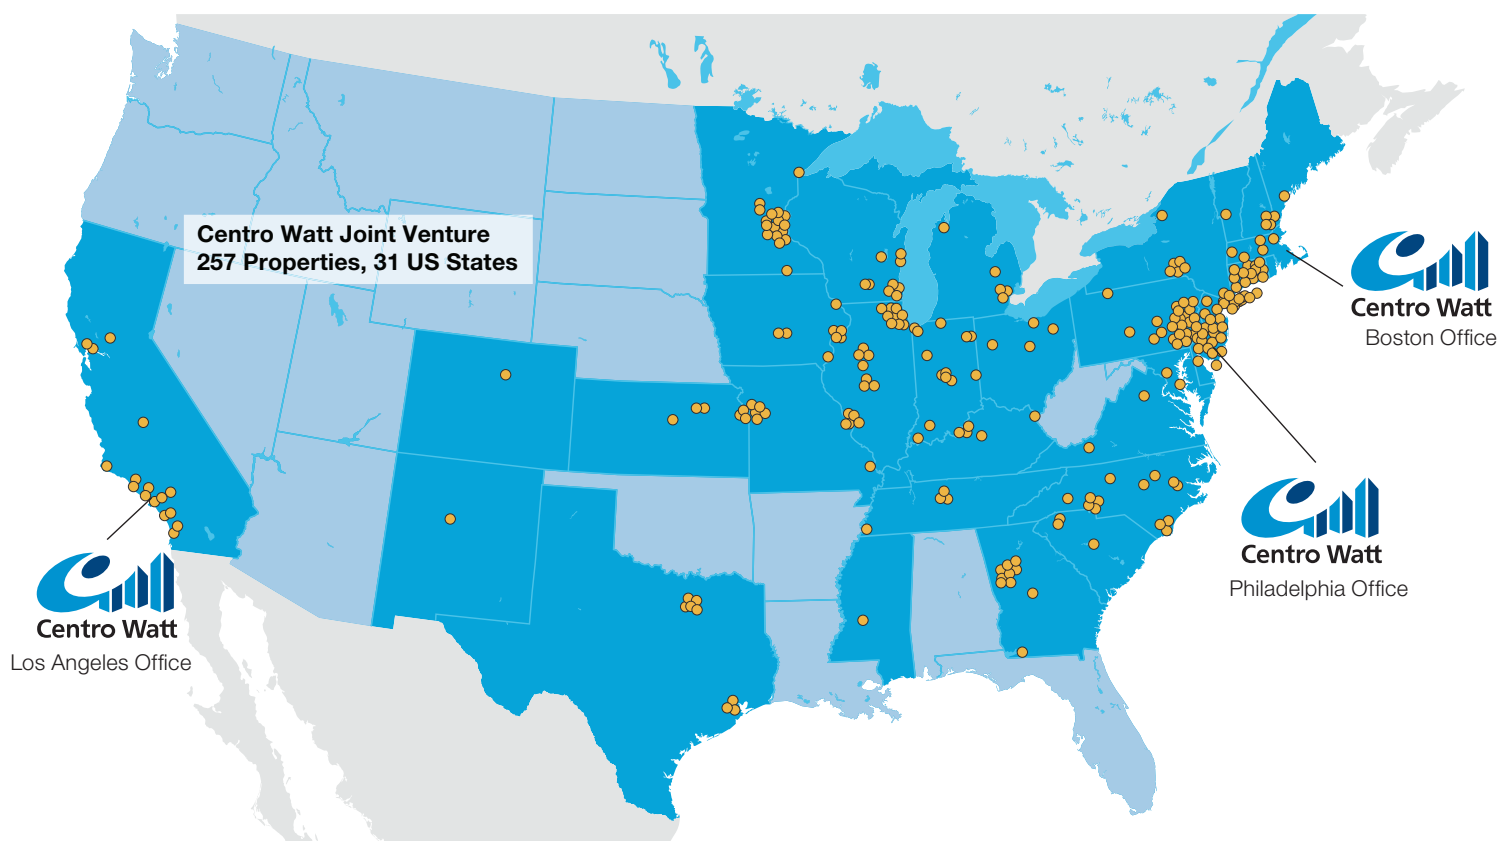 Centro Watt Joint Venture
257 Properties, 31 US States
Centro Watt
Boston Office
Centro Watt
Philadelphia Office
Centro Watt
Los Angeles Office